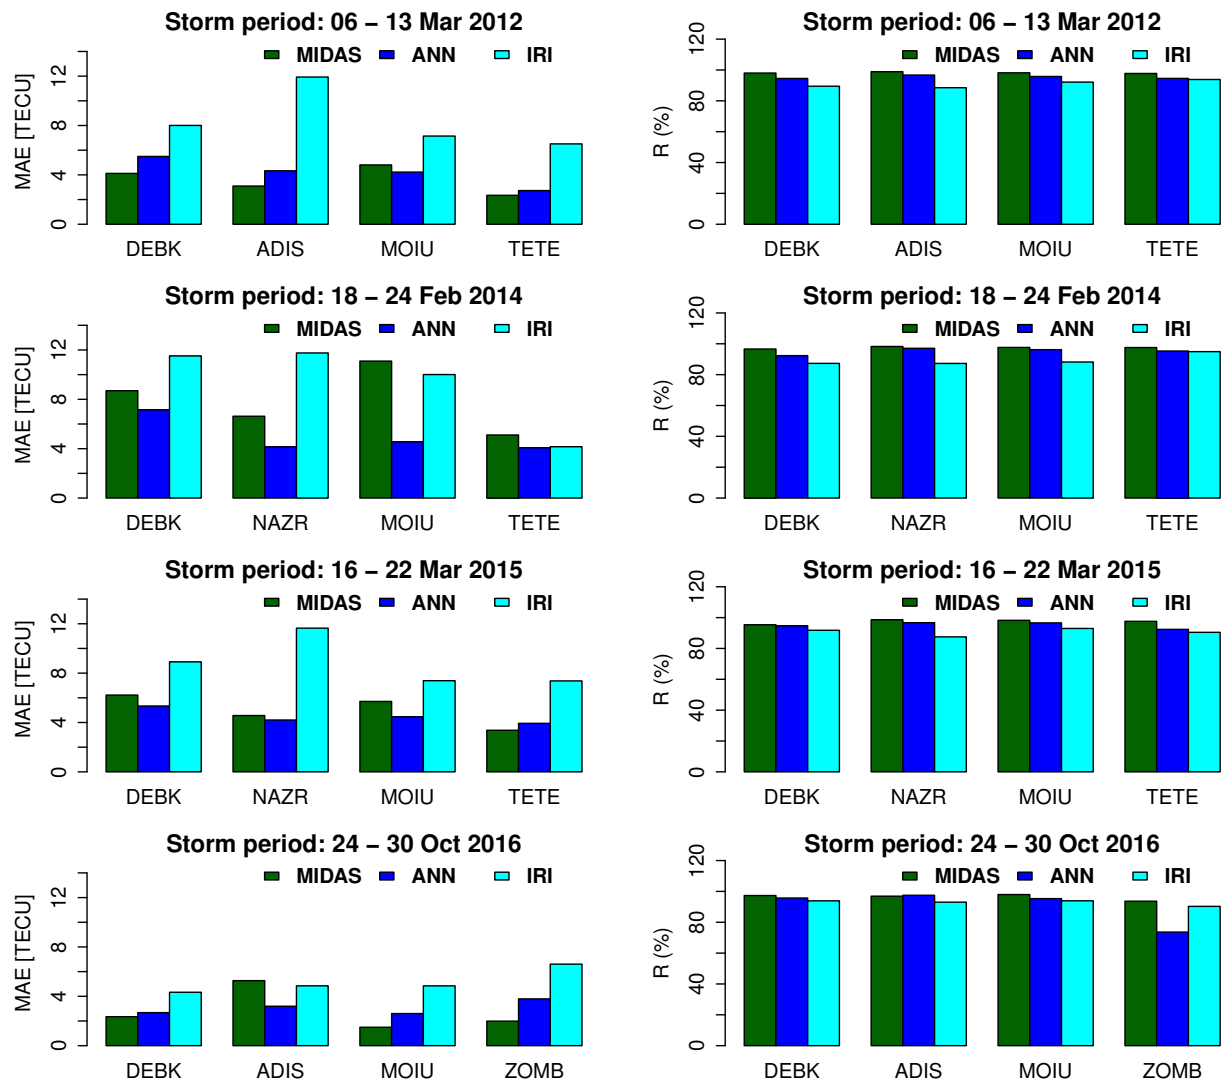 Storm period: 06 − 13 Mar 2012
MIDAS ANN IRI
MAE [TECU]
12
8
4
0
DEBK ADIS MOIU TETE
Storm period: 06 − 13 Mar 2012
MIDAS ANN IRI
R (%)
120
80
40
0
DEBK ADIS MOIU TETE
Storm period: 18 − 24 Feb 2014
MIDAS ANN IRI
MAE [TECU]
12
8
4
0
DEBK NAZR MOIU TETE
Storm period: 18 − 24 Feb 2014
MIDAS ANN IRI
R (%)
120
80
40
0
DEBK NAZR MOIU TETE
Storm period: 16 − 22 Mar 2015
MIDAS ANN IRI
MAE [TECU]
12
8
4
0
DEBK NAZR MOIU TETE
Storm period: 16 − 22 Mar 2015
MIDAS ANN IRI
R (%)
120
80
40
0
DEBK NAZR MOIU TETE
Storm period: 24 − 30 Oct 2016
MIDAS ANN IRI
MAE [TECU]
12
8
4
0
DEBK ADIS MOIU ZOMB
Storm period: 24 − 30 Oct 2016
MIDAS ANN IRI
R (%)
120
80
40
0
DEBK ADIS MOIU ZOMB